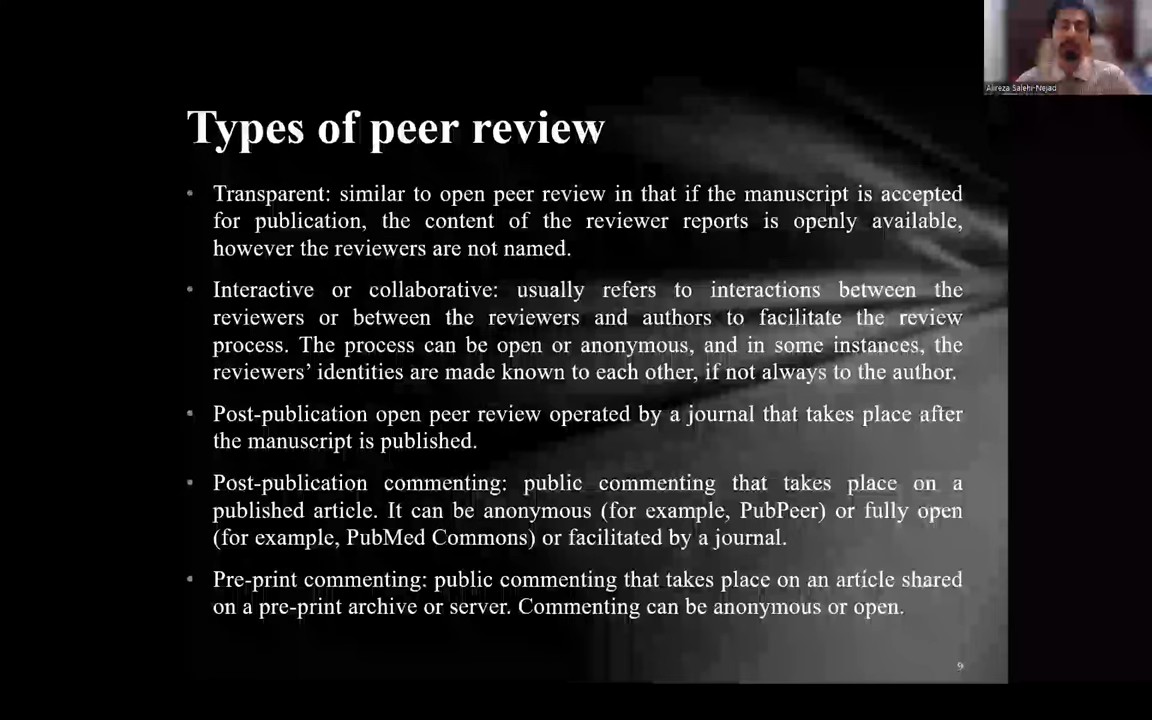 Alireza Salehi-Nejad
Types of peer review
• Transparent: similar to open peer review in that if the manuscript is accepted
for publication, the content of the reviewer reports is openly available,
however the reviewers are not named.
• Interactive or collaborative: usually refers to interactions between the
reviewers or between the reviewers and authors to facilitate the review
process. The process can be open or anonymous, and in some instances, the
reviewers’ identities are made known to each other, if not always to the author.
• Post-publication open peer review operated by a journal that takes place after
the manuscript is published.
• Post-publication commenting: public commenting that takes place on a
published article. It can be anonymous (for example, PubPeer) or fully open
(for example, PubMed Commons) or facilitated by a journal.
• Pre-print commenting: public commenting that takes place on an article shared
on a pre-print archive or server. Commenting can be anonymous or open.
9